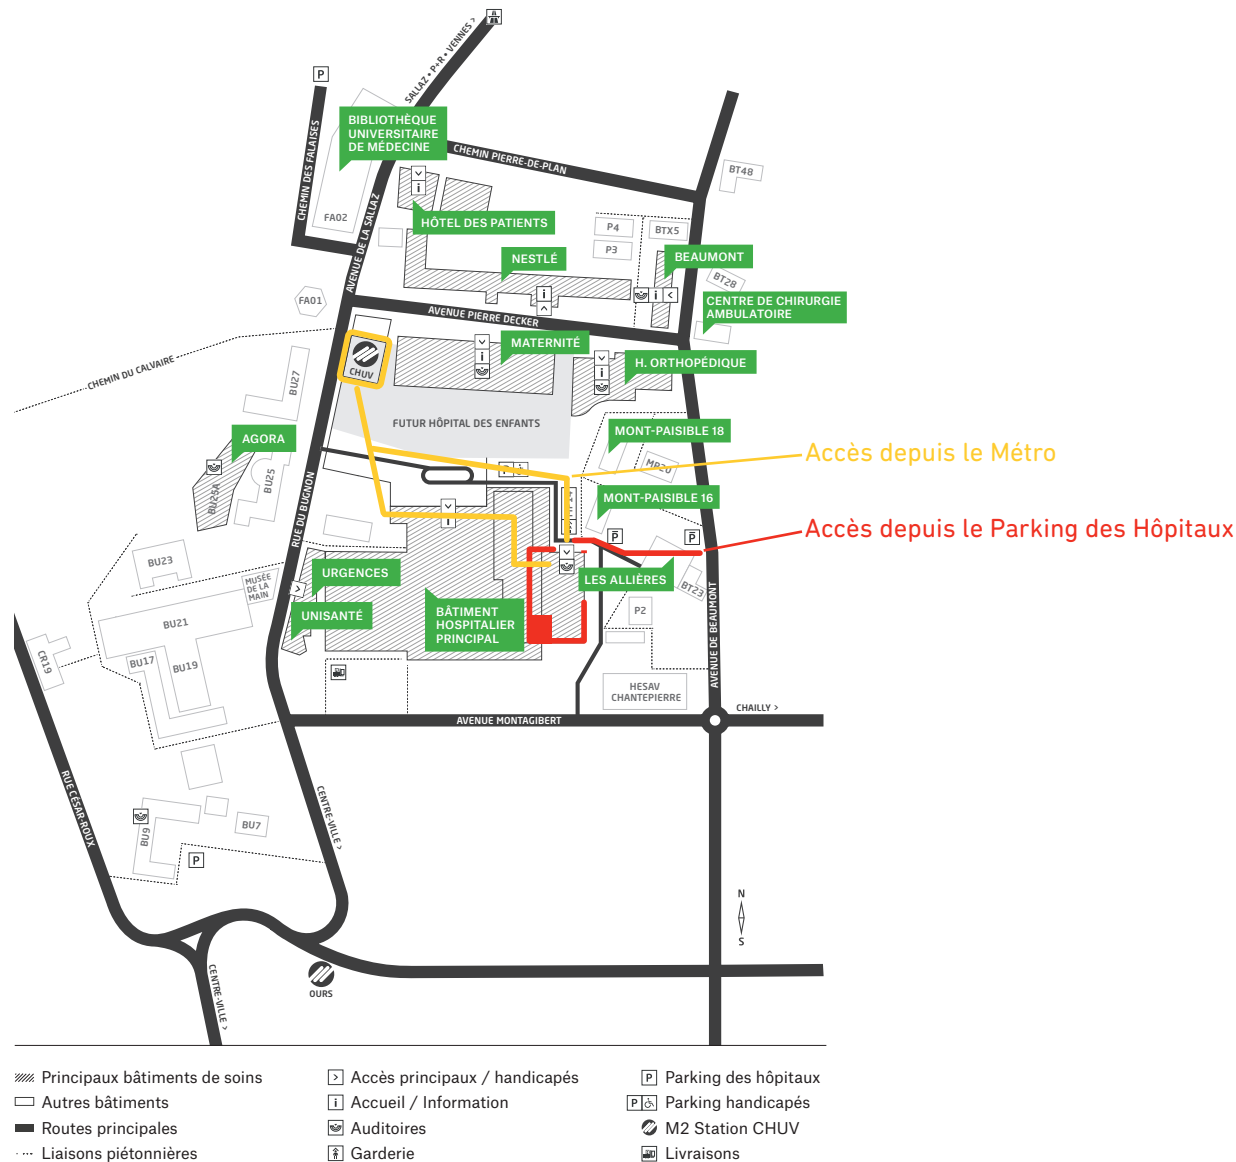 SALLAZ • P+R • VENNES >
P
CHEMIN DES FALAISES
BIBLIOTHÈQUE
UNIVERSITAIRE
DE MÉDECINE
CHEMIN PIERRE-DE-PLAN
BT48
FA02
AVENUE DE LA SALLAZ
i
HÔTEL DES PATIENTS
P4
BTX5
P3
NESTLÉ
BEAUMONT
BT28
i
i
FA01
CENTRE DE CHIRURGIE
AMBULATOIRE
AVENUE PIERRE DECKER
MATERNITÉ
i
i
H. ORTHOPÉDIQUE
CHUV
CHEMIN DU CALVAIRE
BU27
FUTUR HÔPITAL DES ENFANTS
MONT-PAISIBLE 18
AGORA
Accès depuis le Métro
MP20
P
BU25
BU25A
MONT-PAISIBLE 16
i
RUE DU BUGNON
P
P
Accès depuis le Parking des Hôpitaux
BU23
URGENCES
LES ALLIÈRES
BT23
MUSÉE
DE LA
MAIN
UNISANTÉ
BÂTIMENT
HOSPITALIER
PRINCIPAL
P2
BU21
AVENUE DE BEAUMONT
CR19
BU17
BU19
HESAV
CHANTEPIERRE
AVENUE MONTAGIBERT
CHAILLY >
RUE CÉSAR-ROUX
CENTRE-VILLE >
BU9
BU7
P
N
S
CENTRE-VILLE >
OURS
Principaux bâtiments de soins
Autres bâtiments
Routes principales
Liaisons piétonnières
Accès principaux / handicapés
i Accueil / Information
Auditoires
Garderie
P Parking des hôpitaux
P Parking handicapés
M2 Station CHUV
Livraisons